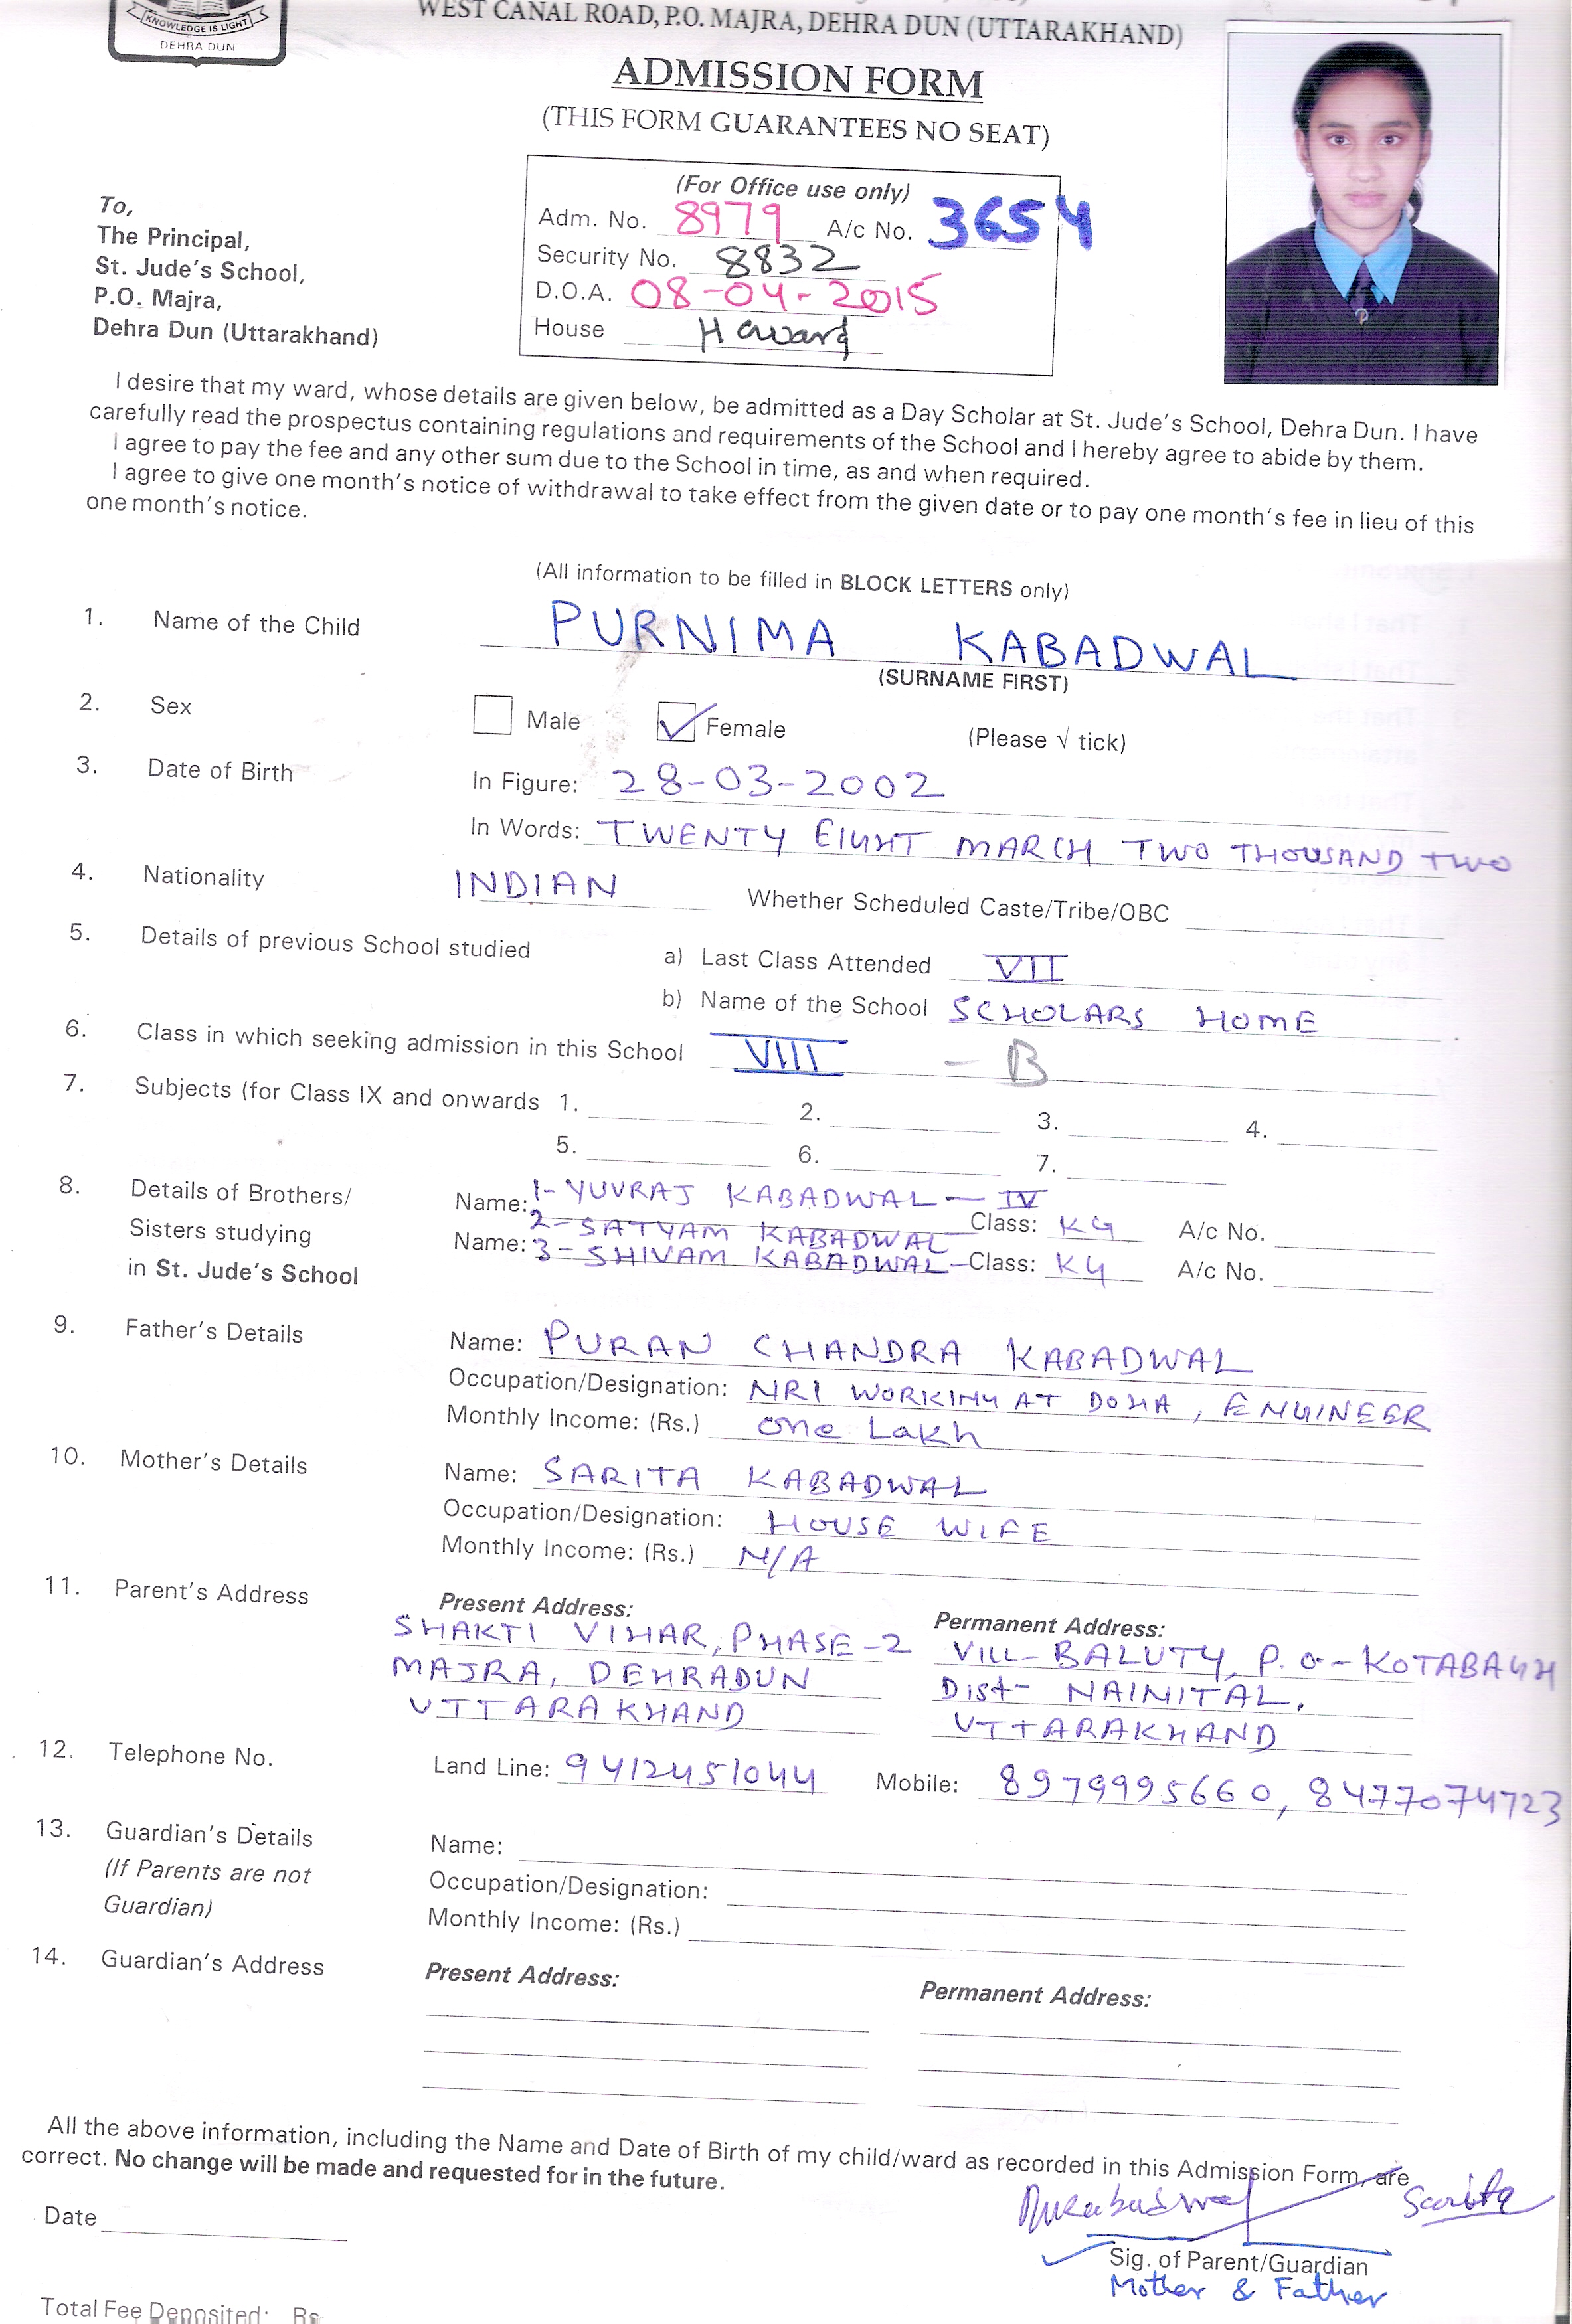 KNOWLEDGE IS LIGHT
DEHRA DUN
WEST CANAL ROAD, P.O. MAJRA, DEHRA DUN (UTTARAKHAND)
ADMISSION FORM
(THIS FORM GUARANTEES NO SEAT)
(For Office use only)
Adm. No. 8979 A/c No. 3654
Security No. 8832
D.O.A. 08-04-2015
House Howard
To,
The Principal,
St. Jude's School,
P.O. Majra,
Dehra Dun (Uttarakhand)
I desire that my ward, whose details are given below, be admitted as a Day Scholar at St. Jude's School, Dehra Dun. I have
carefully read the prospectus containing regulations and requirements of the School and I hereby agree to abide by them.
I agree to pay the fee and any other sum due to the School in time, as and when required.
I agree to give one month's notice of withdrawal to take effect from the given date or to pay one month's fee in lieu of this
one month's notice.
(All information to be filled in BLOCK LETTERS only)
1. Name of the Child PURNIMA KABADWAL
(SURNAME FIRST)
2. Sex Male Female (Please √ tick)
3. Date of Birth In Figure: 28-03-2002
In Words: TWENTY EIGHT MARCH TWO THOUSAND TWO
4. Nationality INDIAN Whether Scheduled Caste/Tribe/OBC
5. Details of previous School studied a) Last Class Attended VII
b) Name of the School SCHOLARS HOME
6. Class in which seeking admission in this School VIII - B
7. Subjects (for Class IX and onwards 1. 2. 3. 4.
5. 6. 7.
8. Details of Brothers/ Name: 1- YUVRAJ KABADWAL - IV
Sisters studying 2- SATYAM KABADWAL Class: KG A/c No.
in St. Jude's School Name: 3- SHIVAM KABADWAL - Class: KG A/c No.
9. Father's Details Name: PURAN CHANDRA KABADWAL
Occupation/Designation: NRI WORKING AT DOHA, ENGINEER
Monthly Income: (Rs.) One Lakh
10. Mother's Details Name: SARITA KABADWAL
Occupation/Designation: HOUSE WIFE
Monthly Income: (Rs.) N/A
11. Parent's Address Present Address: Permanent Address:
SHAKTI VIHAR, PHASE-2 VILL- BALUTY, P.O- KOTABAGH
MAJRA, DEHRADUN Dist- NAINITAL.
UTTARAKHAND UTTARAKHAND
12. Telephone No. Land Line: 9412451044 Mobile: 8979995660, 8477074723
13. Guardian's Details Name:
(If Parents are not Occupation/Designation:
Guardian) Monthly Income: (Rs.)
14. Guardian's Address Present Address: Permanent Address:
All the above information, including the Name and Date of Birth of my child/ward as recorded in this Admission Form, are
correct. No change will be made and requested for in the future.
Sarita
Date
Sig. of Parent/Guardian
Mother & Father
Total Fee Deposited: Rs